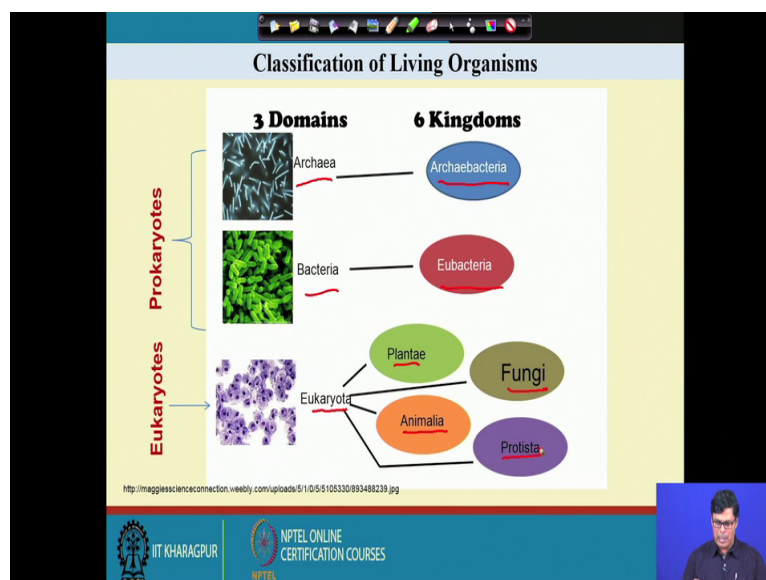 Classification of Living Organisms
3 Domains
6 Kingdoms
Prokaryotes
Archaea
Archaebacteria
Bacteria
Eubacteria
Eukaryotes
Eukaryota
Plantae
Fungi
Animalia
Protista
http://maggiesscienceconnection.weebly.com/uploads/5/1/0/5/5105330/893488239.jpg
IIT KHARAGPUR
NPTEL ONLINE
CERTIFICATION COURSES
NPTEL